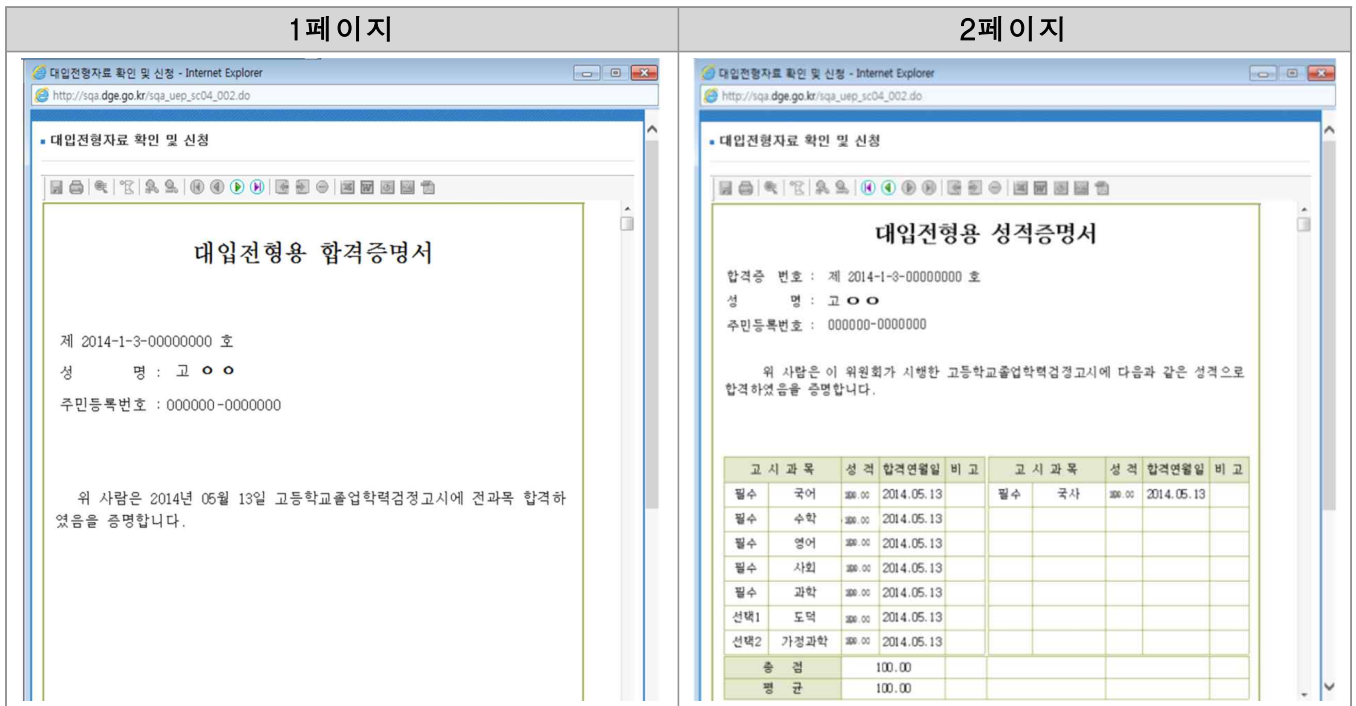 1페이지
2페이지
대입전형자료 확인 및 신청 - Internet Explorer
http://sqa.dge.go.kr/sqa_uep_sc04_002.do
대입전형자료 확인 및 신청
대입전형용 합격증명서
제 2014-1-3-00000000 호
성 명 : 고 ㅇ ㅇ
주민등록번호 : 000000-0000000
위 사람은 2014년 05월 13일 고등학교졸업학력검정고시에 전과목 합격하
였음을 증명합니다.
대입전형자료 확인 및 신청 - Internet Explorer
http://sqa.dge.go.kr/sqa_uep_sc04_002.do
대입전형자료 확인 및 신청
대입전형용 성적증명서
합격증 번호 : 제 2014-1-3-00000000 호
성 명 : 고 ㅇ ㅇ
주민등록번호 : 000000-0000000
위 사람은 이 위원회가 시행한 고등학교졸업학력검정고시에 다음과 같은 성적으로
합격하였음을 증명합니다.
고 시 과 목 성 적 합격연월일 비 고 고 시 과 목 성 적 합격연월일 비 고
필수 국어 100.00 2014.05.13 필수 국사 100.00 2014.05.13
필수 수학 100.00 2014.05.13
필수 영어 100.00 2014.05.13
필수 사회 100.00 2014.05.13
필수 과학 100.00 2014.05.13
선택1 도덕 100.00 2014.05.13
선택2 가정과학 100.00 2014.05.13
총 점 100.00
평 균 100.00